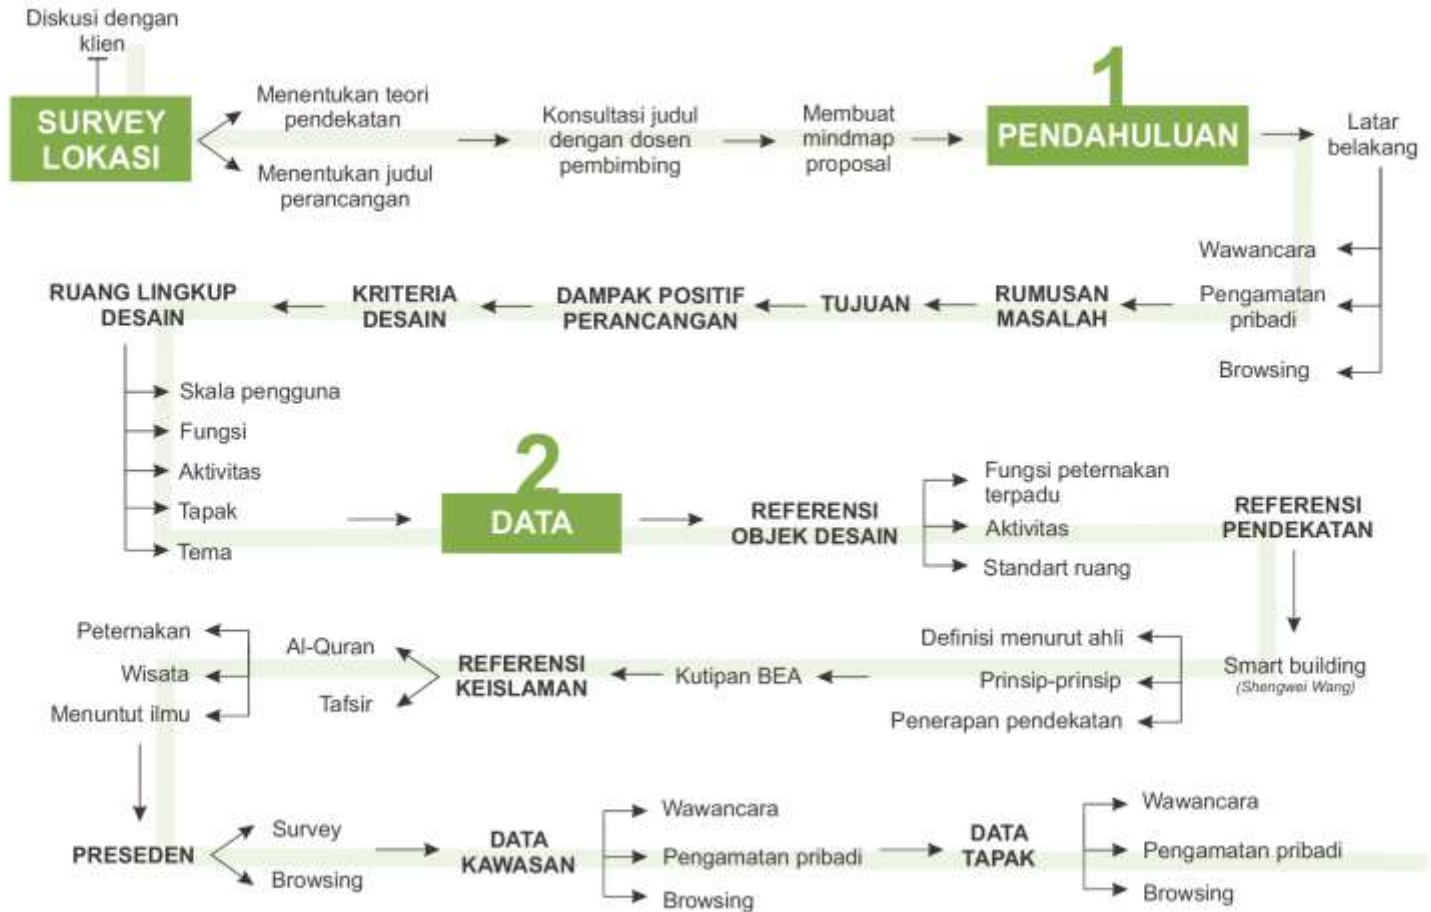 Diskusi dengan
klien
SURVEY
LOKASI
Menentukan teori
pendekatan
Menentukan judul
perancangan
Konsultasi judul
dengan dosen
pembimbing
Membuat
mindmap
proposal
1
PENDAHULUAN
Latar
belakang
Wawancara
Pengamatan
pribadi
Browsing
RUMUSAN
MASALAH
TUJUAN
DAMPAK POSITIF
PERANCANGAN
KRITERIA
DESAIN
RUANG LINGKUP
DESAIN
Skala pengguna
Fungsi
Aktivitas
Tapak
Tema
2
DATA
REFERENSI
OBJEK DESAIN
Fungsi peternakan
terpadu
Aktivitas
Standart ruang
REFERENSI
PENDEKATAN
Smart building
(Shengwei Wang)
Definisi menurut ahli
Prinsip-prinsip
Penerapan pendekatan
Kutipan BEA
REFERENSI
KEISLAMAN
Al-Quran
Tafsir
Peternakan
Wisata
Menuntut ilmu
PRESEDEN
Survey
Browsing
DATA
KAWASAN
Wawancara
Pengamatan pribadi
Browsing
DATA
TAPAK
Wawancara
Pengamatan pribadi
Browsing